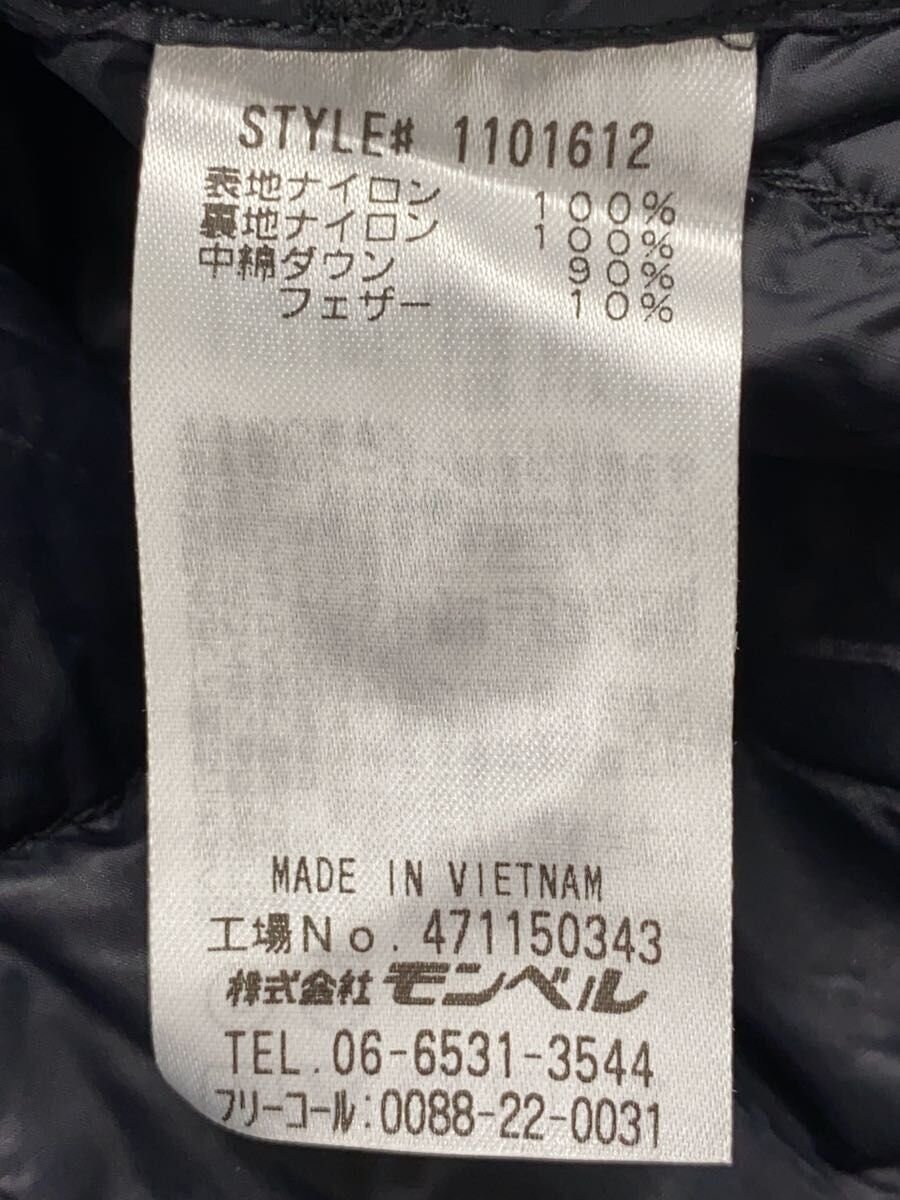 STYLE# 1101612
表地ナイロン 100%
裏地ナイロン 100%
中綿ダウン 90%
フェザー 10%
MADE IN VIETNAM
工場No. 471150343
株式会社モンベル
TEL. 06-6531-3544
フリーコール:0088-22-0031